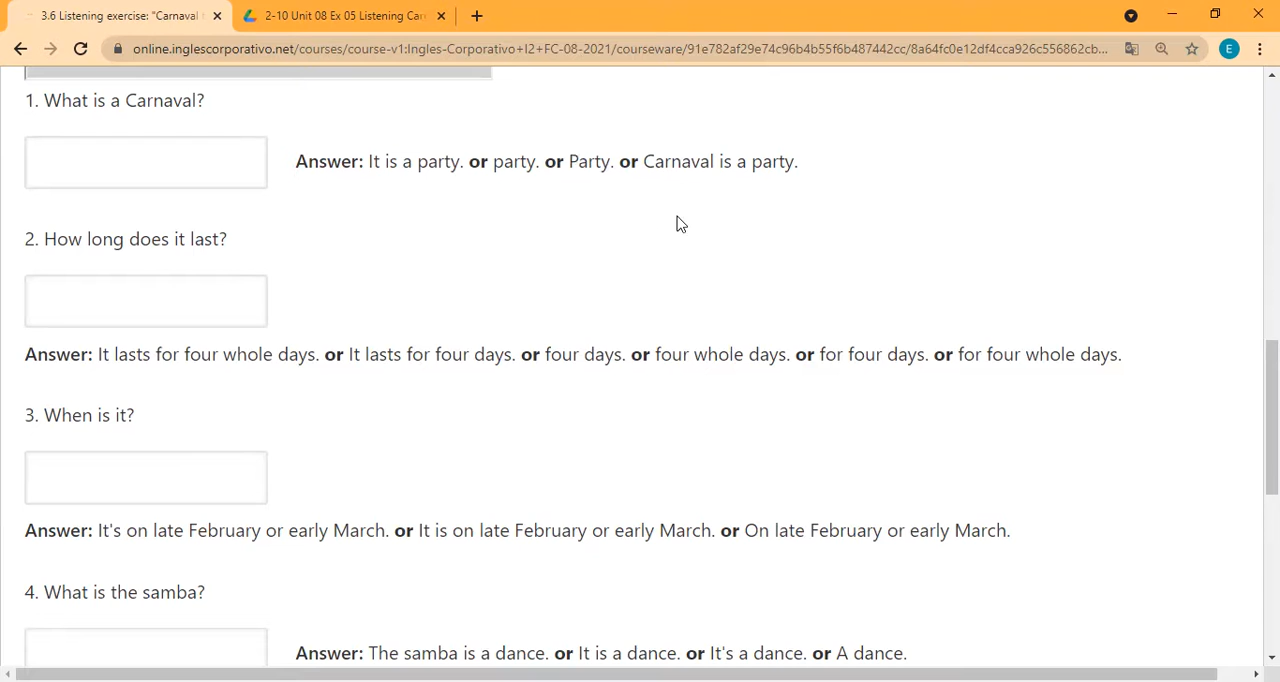 3.6 Listening exercise: "Carnaval
2-10 Unit 08 Ex 05 Listening Car
online.inglescorporativo.net/courses/course-v1:Ingles-Corporativo+I2+FC-08-2021/courseware/91e782af29e74c96b4b55f6b487442cc/8a64fc0e12df4cca926c556862cb...
E
1. What is a Carnaval?
Answer: It is a party. or party. or Party. or Carnaval is a party.
2. How long does it last?
Answer: It lasts for four whole days. or It lasts for four days. or four days. or four whole days. or for four days. or for four whole days.
3. When is it?
Answer: It's on late February or early March. or It is on late February or early March. or On late February or early March.
4. What is the samba?
Answer: The samba is a dance. or It is a dance. or It's a dance. or A dance.